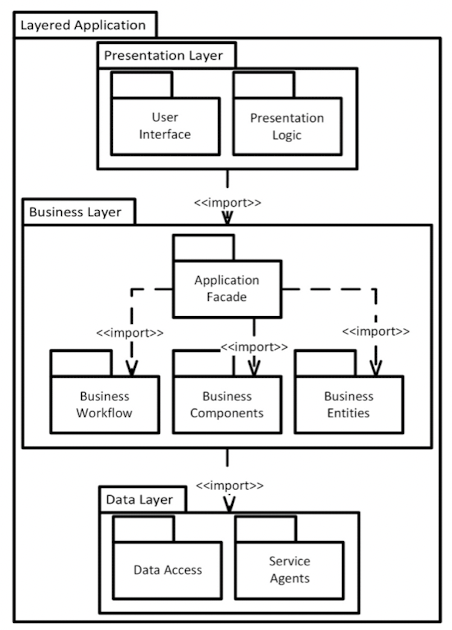 Layered Application
Presentation Layer
User
Interface
Presentation
Logic
<<import>>
Business Layer
Application
Facade
<<import>>
<<import>>
<<import>>
Business
Workflow
Business
Components
Business
Entities
<<import>>
Data Layer
Data Access
Service
Agents